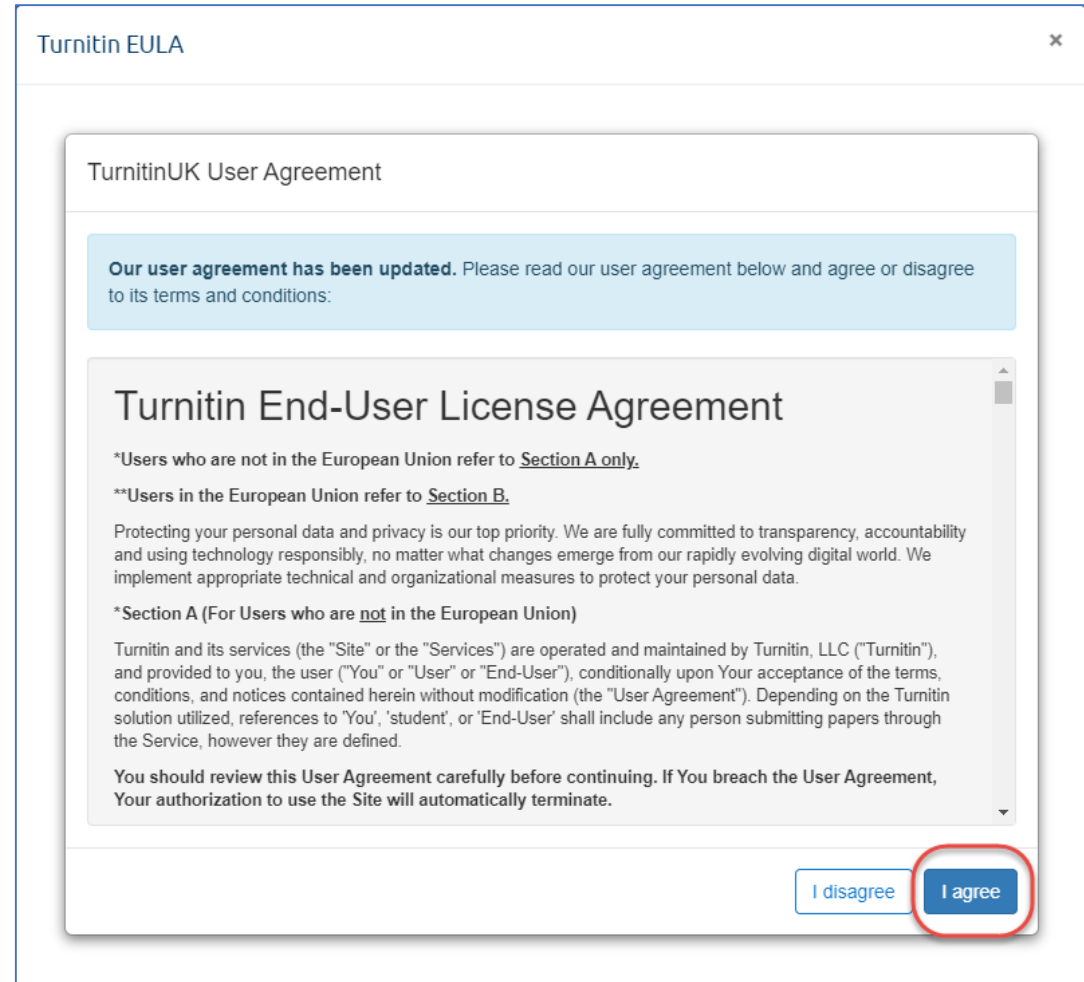 Turnitin EULA ×
TurnitinUK User Agreement
Our user agreement has been updated. Please read our user agreement below and agree or disagree
to its terms and conditions:
Turnitin End-User License Agreement
*Users who are not in the European Union refer to Section A only.
**Users in the European Union refer to Section B.
Protecting your personal data and privacy is our top priority. We are fully committed to transparency, accountability
and using technology responsibly, no matter what changes emerge from our rapidly evolving digital world. We
implement appropriate technical and organizational measures to protect your personal data.
*Section A (For Users who are not in the European Union)
Turnitin and its services (the "Site" or the "Services") are operated and maintained by Turnitin, LLC ("Turnitin"),
and provided to you, the user ("You" or "User" or "End-User"), conditionally upon Your acceptance of the terms,
conditions, and notices contained herein without modification (the "User Agreement"). Depending on the Turnitin
solution utilized, references to 'You', 'student', or 'End-User' shall include any person submitting papers through
the Service, however they are defined.
You should review this User Agreement carefully before continuing. If You breach the User Agreement,
Your authorization to use the Site will automatically terminate.
I disagree I agree